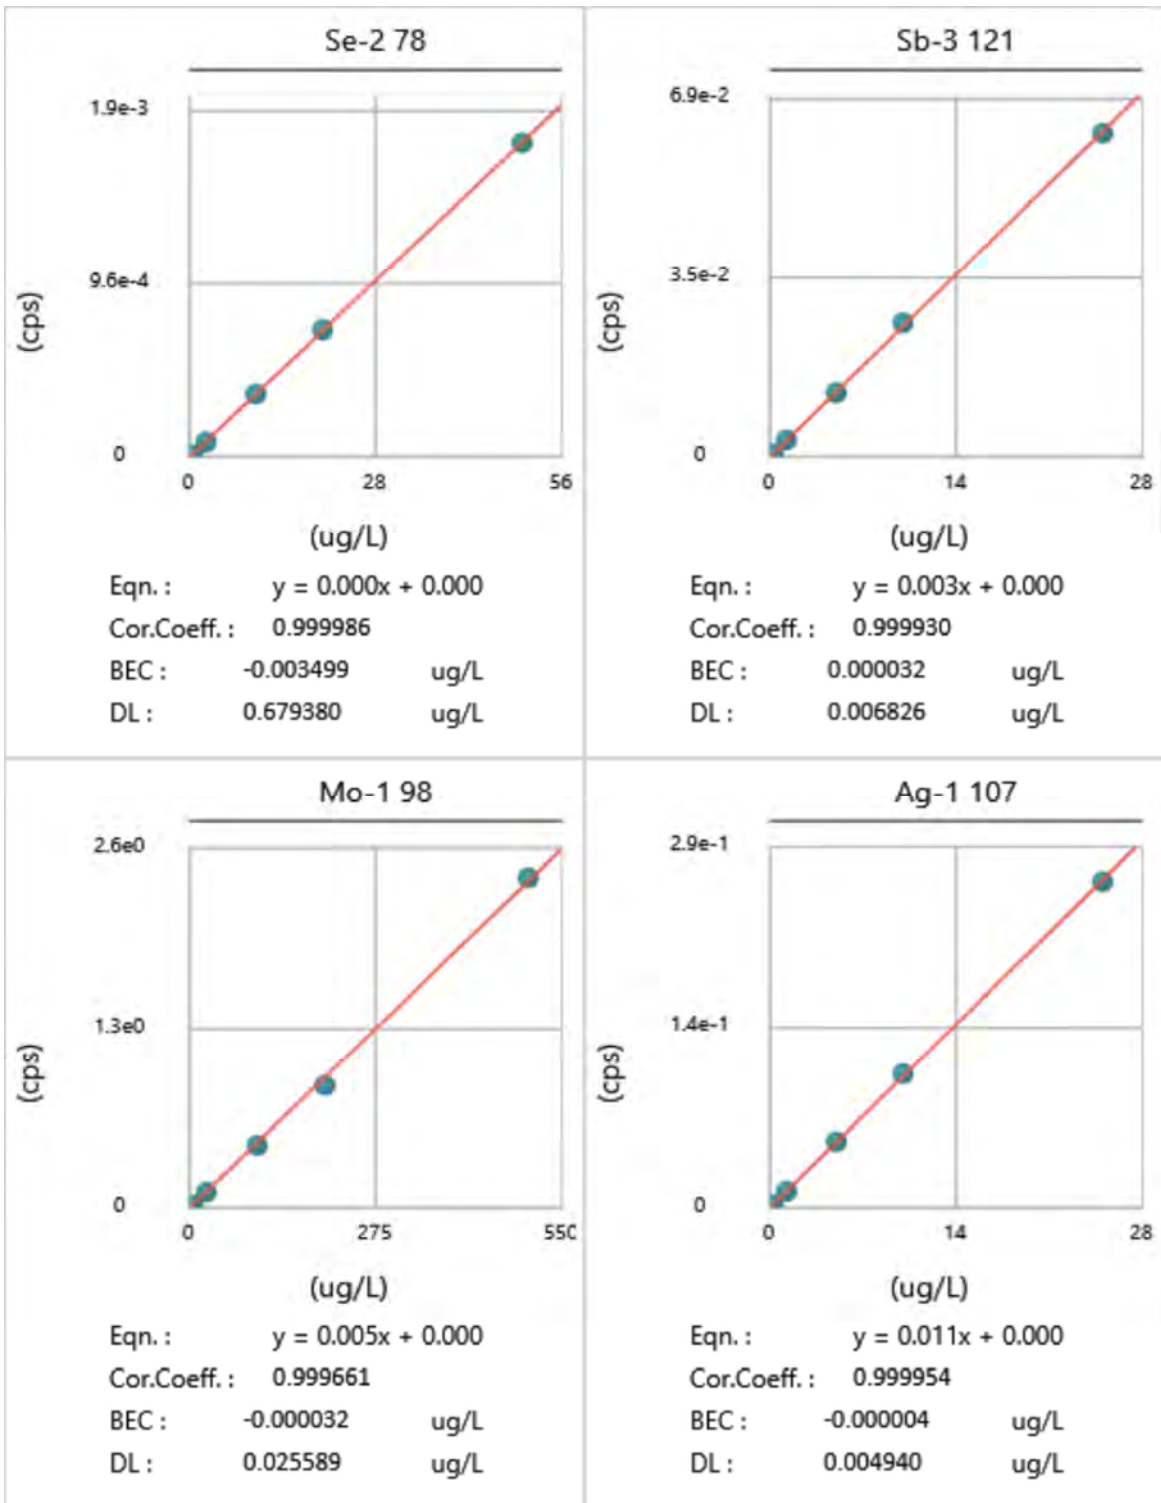 Se-2 78
1.9e-3
9.6e-4
0
(cps)
0 28 56
(ug/L)
Eqn. : y = 0.000x + 0.000
Cor.Coeff. : 0.999986
BEC : -0.003499 ug/L
DL : 0.679380 ug/L
Sb-3 121
6.9e-2
3.5e-2
0
(cps)
0 14 28
(ug/L)
Eqn. : y = 0.003x + 0.000
Cor.Coeff. : 0.999930
BEC : 0.000032 ug/L
DL : 0.006826 ug/L
Mo-1 98
2.6e0
1.3e0
0
(cps)
0 275 550
(ug/L)
Eqn. : y = 0.005x + 0.000
Cor.Coeff. : 0.999661
BEC : -0.000032 ug/L
DL : 0.025589 ug/L
Ag-1 107
2.9e-1
1.4e-1
0
(cps)
0 14 28
(ug/L)
Eqn. : y = 0.011x + 0.000
Cor.Coeff. : 0.999954
BEC : -0.000004 ug/L
DL : 0.004940 ug/L